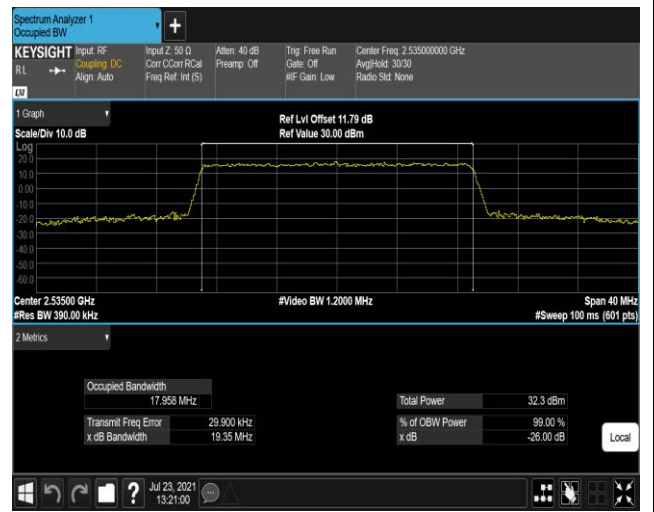 Spectrum Analyzer 1
Occupied BW
+
KEYSIGHT Input: RF Input Z: 50 Ω Atten: 40 dB Trig: Free Run Center Freq: 2.535000000 GHz
RL Coupling: DC Corr CCorr RCal Preamp: Off Gate: Off Avg|Hold: 30/30
Align: Auto Freq Ref: Int (S) #IF Gain: Low Radio Std: None
LXI
1 Graph
Ref Lvl Offset 11.79 dB
Scale/Div 10.0 dB Ref Value 30.00 dBm
Log
20.0
10.0
0.00
-10.0
-20.0
-30.0
-40.0
-50.0
-60.0
Center 2.53500 GHz #Video BW 1.2000 MHz Span 40 MHz
#Res BW 390.00 kHz #Sweep 100 ms (601 pts)
2 Metrics
Occupied Bandwidth
17.958 MHz Total Power 32.3 dBm
Transmit Freq Error 29.900 kHz % of OBW Power 99.00 %
x dB Bandwidth 19.35 MHz x dB -26.00 dB
Local
? Jul 23, 2021
13:21:00